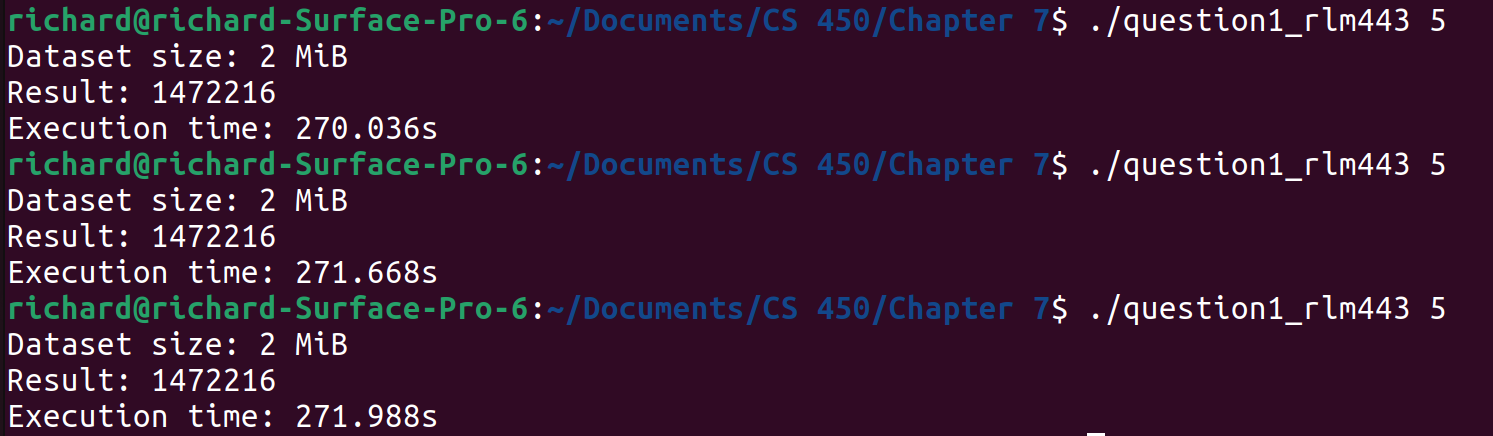 richard@richard-Surface-Pro-6:~/Documents/CS 450/Chapter 7$ ./question1_rlm443 5
Dataset size: 2 MiB
Result: 1472216
Execution time: 270.036s
richard@richard-Surface-Pro-6:~/Documents/CS 450/Chapter 7$ ./question1_rlm443 5
Dataset size: 2 MiB
Result: 1472216
Execution time: 271.668s
richard@richard-Surface-Pro-6:~/Documents/CS 450/Chapter 7$ ./question1_rlm443 5
Dataset size: 2 MiB
Result: 1472216
Execution time: 271.988s